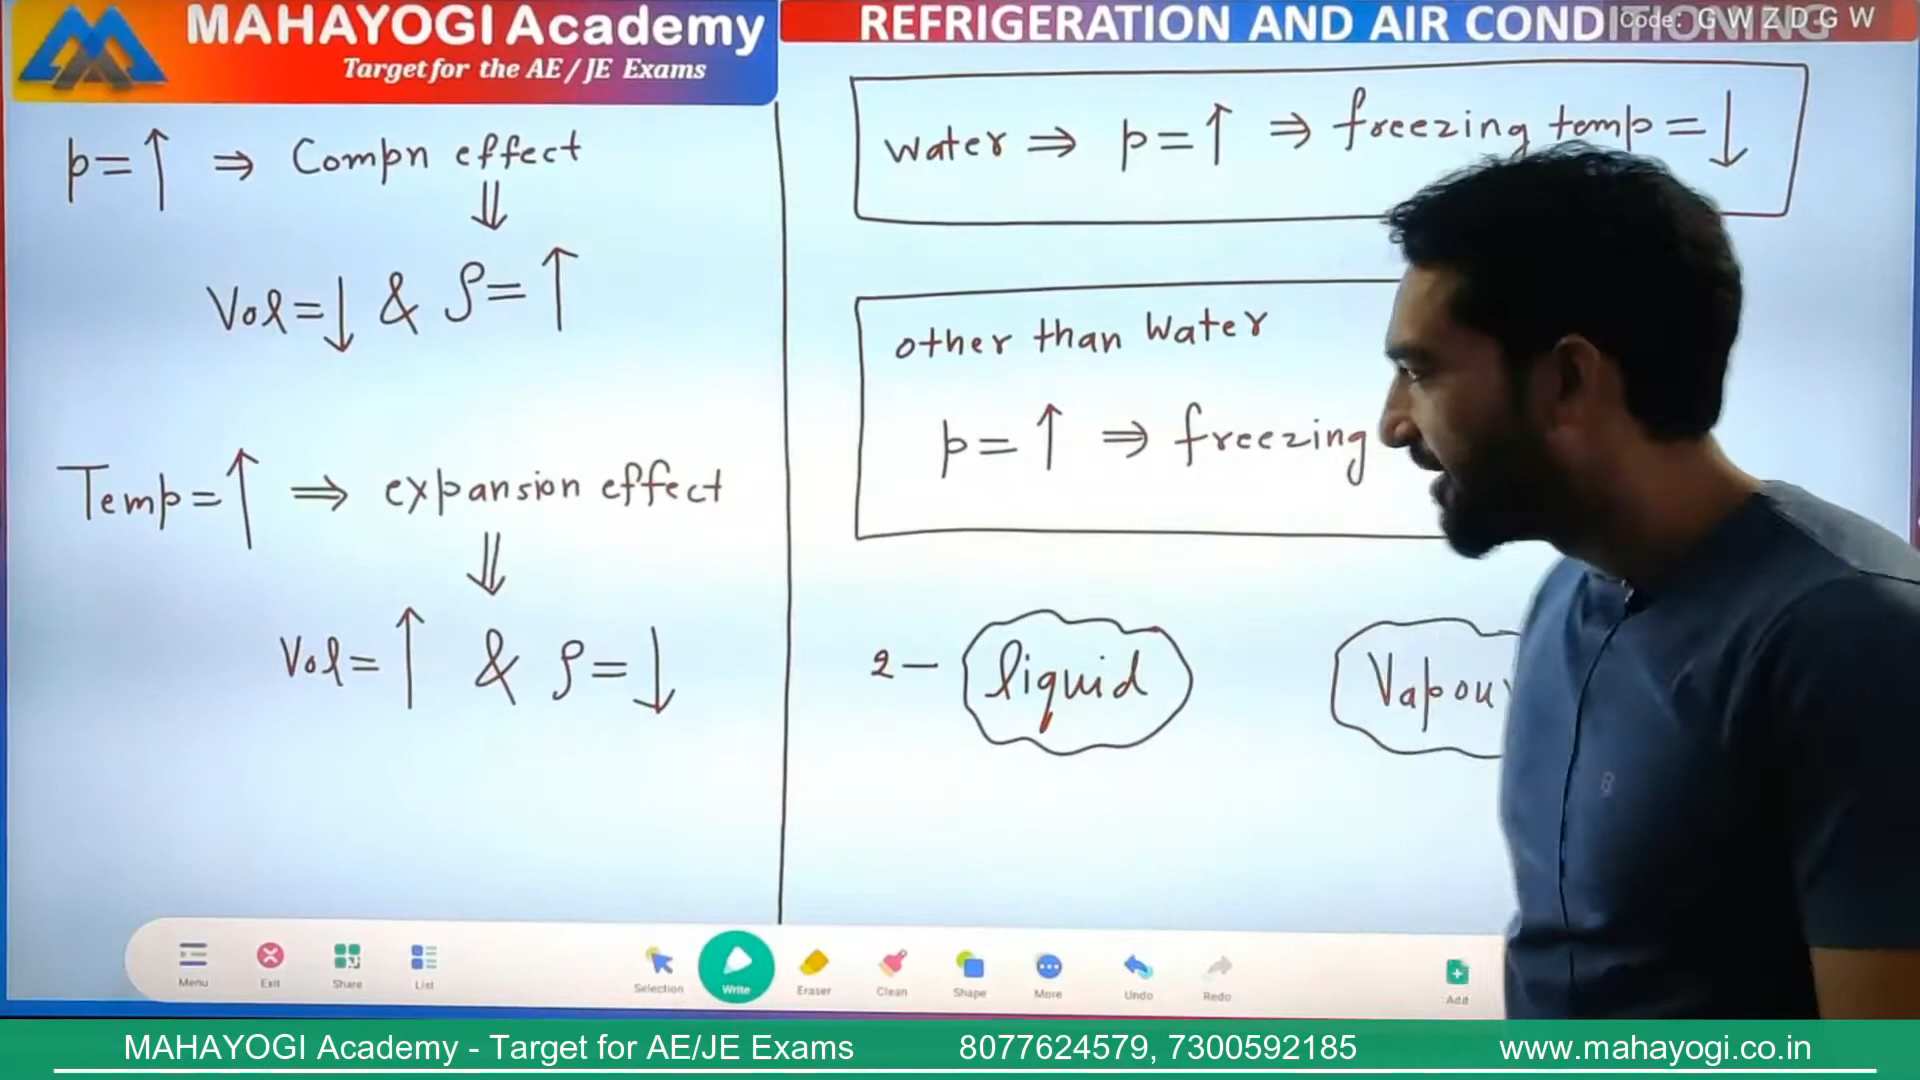 MAHAYOGI Academy
Target for the AE / JE Exams
REFRIGERATION AND AIR CONDITIONING
Code: G W Z D G W
p = ↑ ⇒ Compn effect
⇓
Vol = ↓ & ρ = ↑
Temp = ↑ ⇒ expansion effect
⇓
Vol = ↑ & ρ = ↓
water ⇒ p = ↑ ⇒ freezing temp = ↓
other than water
p = ↑ ⇒ freezing
2 – liquid
Vapou
Menu
Exit
Share
List
Selection
Write
Eraser
Clean
Shape
More
Undo
Redo
Add
MAHAYOGI Academy - Target for AE/JE Exams 8077624579, 7300592185 www.mahayogi.co.in